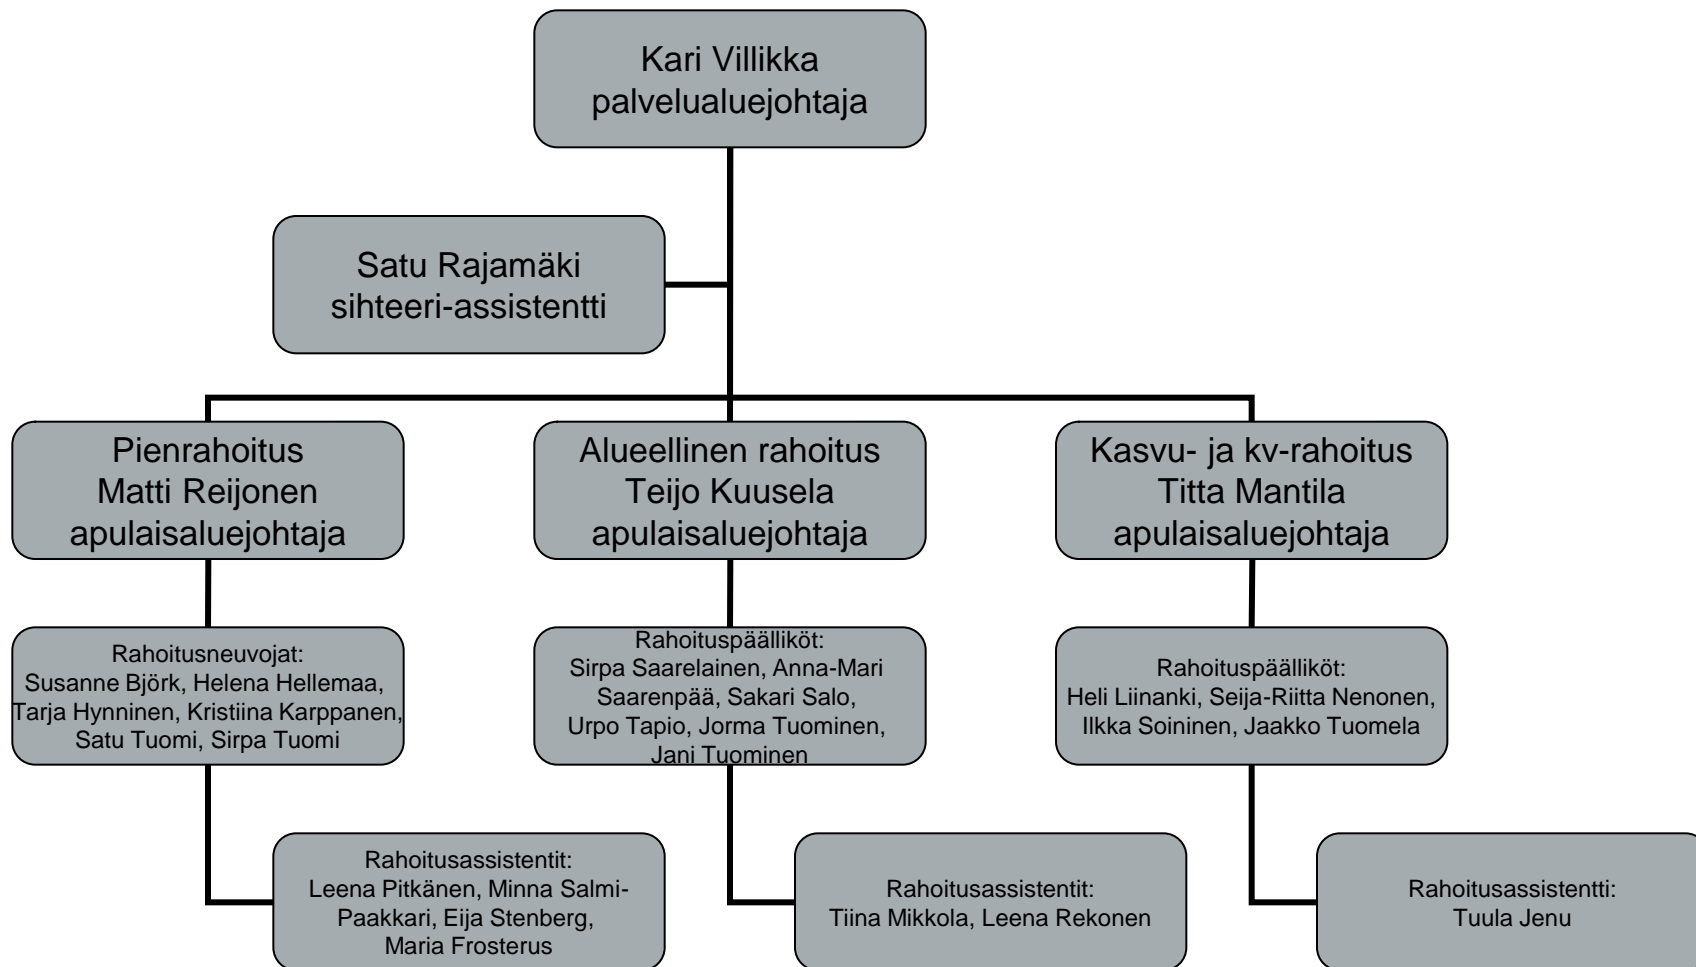 Kari Villikka
palvelualuejohtaja
Satu Rajamäki
sihteeri-assistentti
Pienrahoitus
Matti Reijonen
apulaisaluejohtaja
Alueellinen rahoitus
Teijo Kuusela
apulaisaluejohtaja
Kasvu- ja kv-rahoitus
Titta Mantila
apulaisaluejohtaja
Rahoitusneuvojat:
Susanne Björk, Helena Hellemaa,
Tarja Hynninen, Kristiina Karppanen,
Satu Tuomi, Sirpa Tuomi
Rahoituspäälliköt:
Sirpa Saarelainen, Anna-Mari
Saarenpää, Sakari Salo,
Urpo Tapio, Jorma Tuominen,
Jani Tuominen
Rahoituspäälliköt:
Heli Liinanki, Seija-Riitta Nenonen,
Ilkka Soininen, Jaakko Tuomela
Rahoitusassistentit:
Leena Pitkänen, Minna Salmi-
Paakkari, Eija Stenberg,
Maria Frosterus
Rahoitusassistentit:
Tiina Mikkola, Leena Rekonen
Rahoitusassistentti:
Tuula Jenu